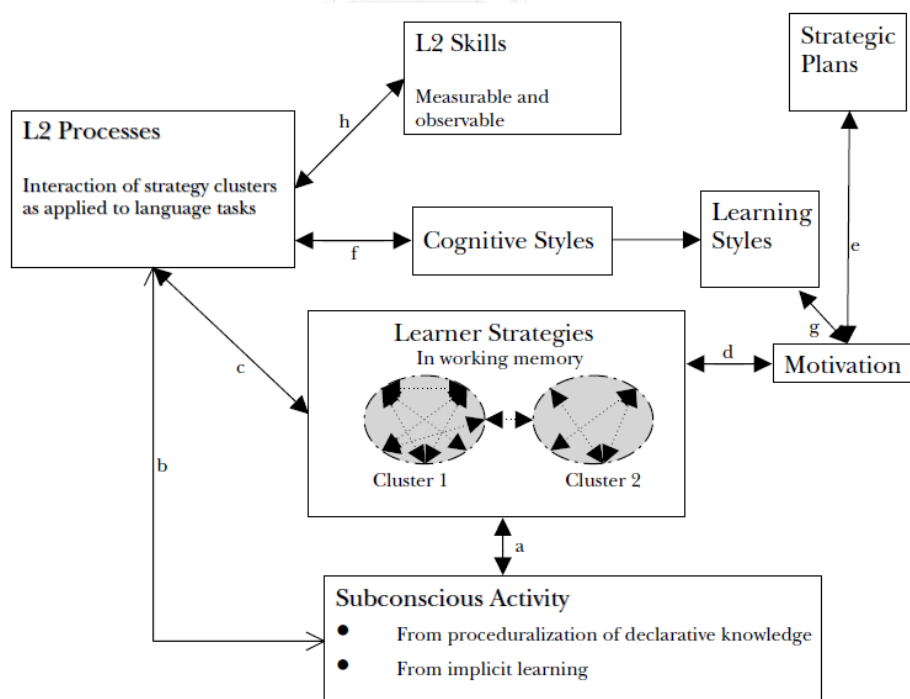 L2 Skills
Measurable and
observable
Strategic
Plans
L2 Processes
Interaction of strategy clusters
as applied to language tasks
h
Cognitive Styles
f
Learning
Styles
e
g
Learner Strategies
In working memory
d
Motivation
c
Cluster 1
Cluster 2
b
a
Subconscious Activity
● From proceduralization of declarative knowledge
● From implicit learning